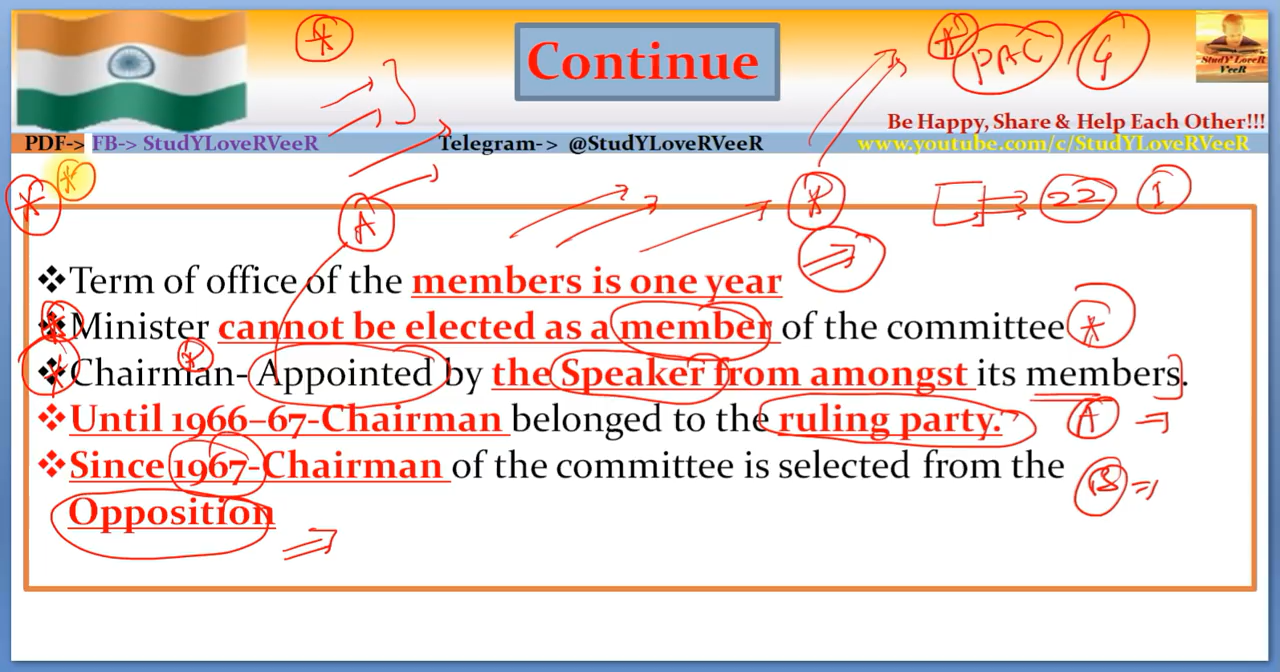 Continue
PAC
G
StudY LoveR
VeeR
Be Happy, Share & Help Each Other!!!
PDF-> FB-> StudYLoveRVeeR
Telegram-> @StudYLoveRVeeR
www.youtube.com/c/StudYLoveRVeeR
A
22
1
❖Term of office of the members is one year
❖Minister cannot be elected as a member of the committee
❖Chairman- Appointed by the Speaker from amongst its members.
❖Until 1966–67-Chairman belonged to the ruling party.
A
❖Since 1967-Chairman of the committee is selected from the
B
Opposition